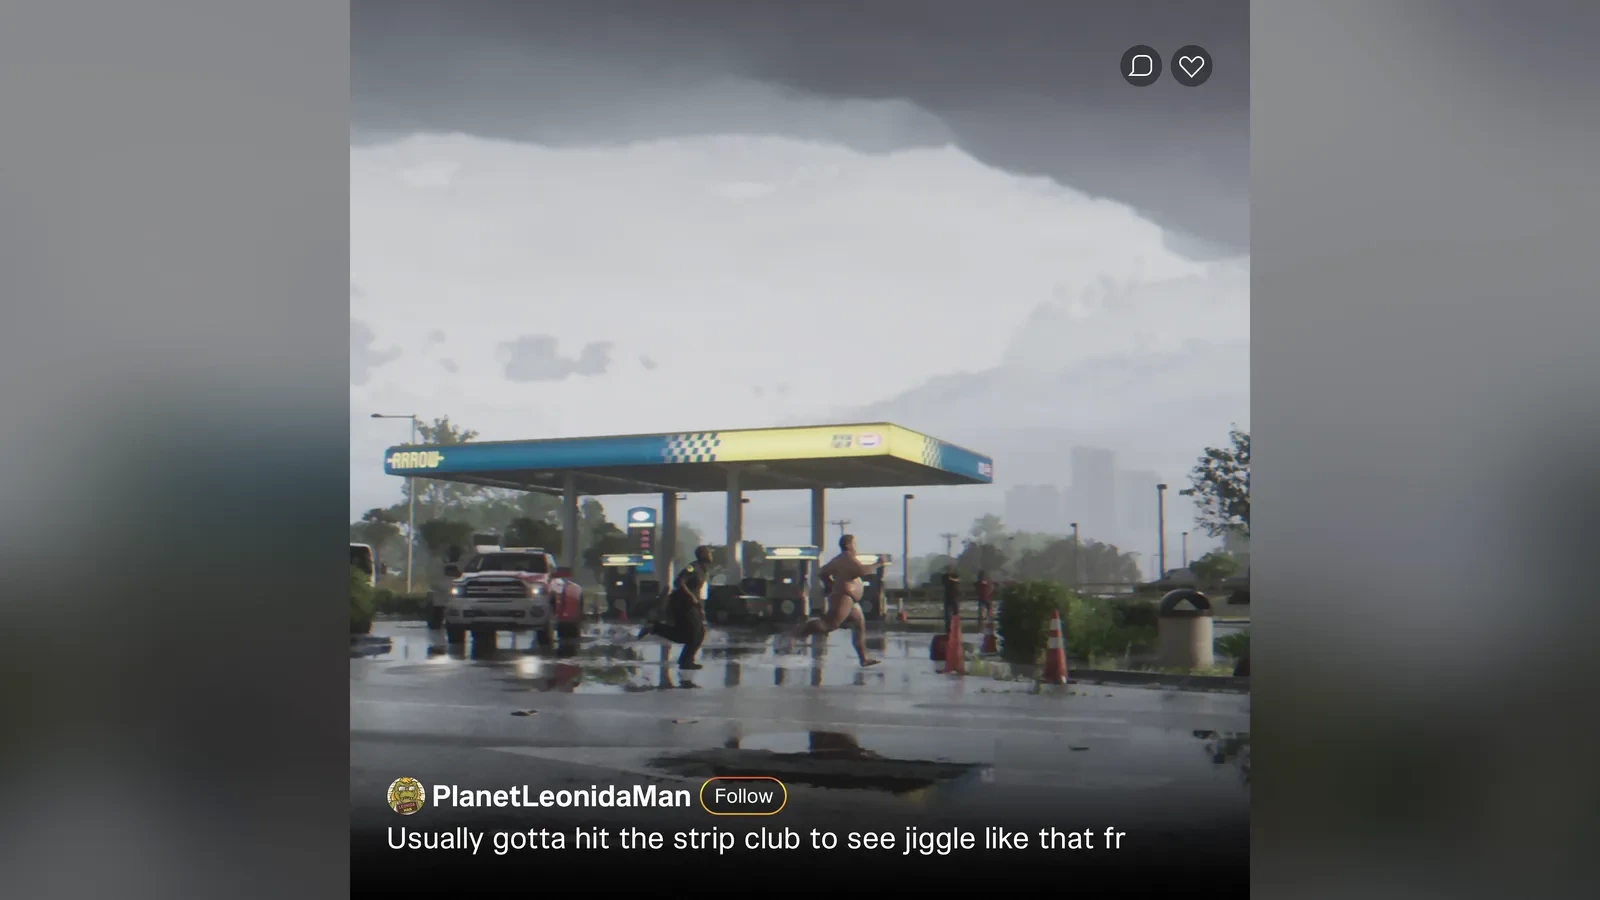 ARROW
PlanetLeonidaMan
Follow
Usually gotta hit the strip club to see jiggle like that fr